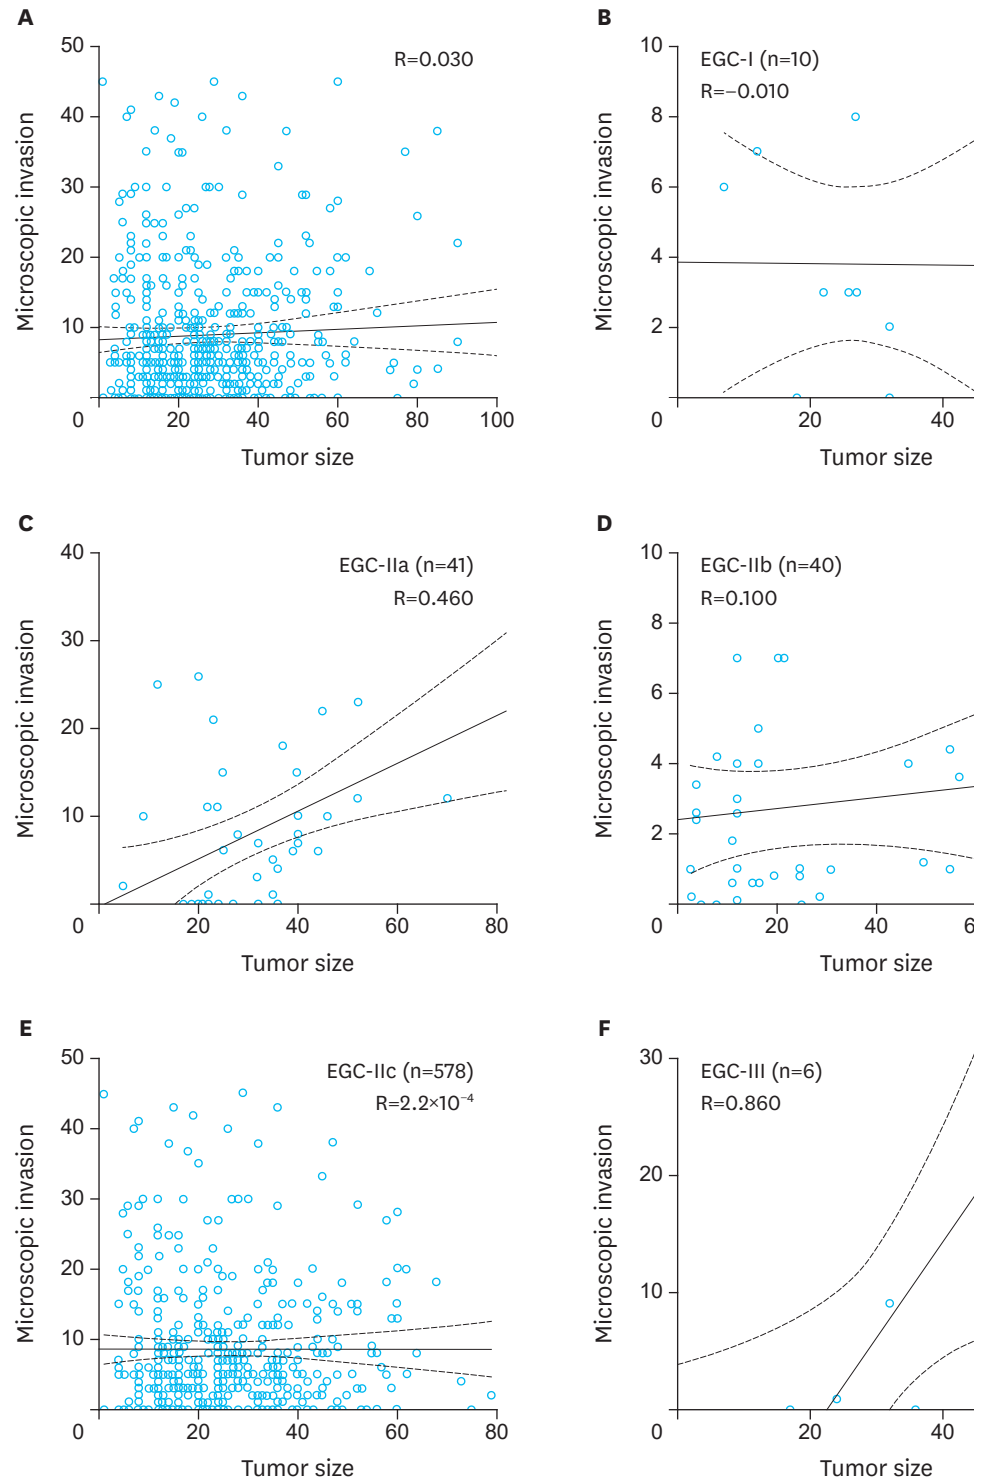 A
R=0.030
Microscopic invasion
50
40
30
20
10
0
20
40
60
80
100
Tumor size
B
EGC-I (n=10)
R=−0.010
Microscopic invasion
10
8
6
4
2
0
20
40
Tumor size
C
EGC-IIa (n=41)
R=0.460
Microscopic invasion
40
30
20
10
0
20
40
60
80
Tumor size
D
EGC-IIb (n=40)
R=0.100
Microscopic invasion
10
8
6
4
2
0
20
40
6
Tumor size
E
EGC-IIc (n=578)
R=2.2×10⁻⁴
Microscopic invasion
50
40
30
20
10
0
20
40
60
80
Tumor size
F
EGC-III (n=6)
R=0.860
Microscopic invasion
30
20
10
0
20
40
Tumor size